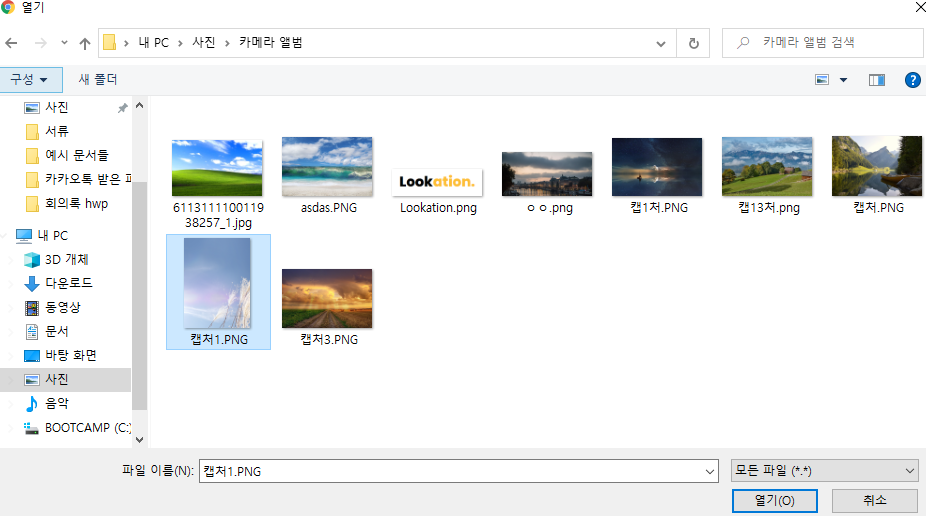 열기
내 PC
사진
카메라 앨범
카메라 앨범 검색
구성
새 폴더
사진
서류
예시 문서들
카카오톡 받은 파
회의록 hwp
내 PC
3D 개체
다운로드
동영상
문서
바탕 화면
사진
음악
BOOTCAMP (C:)
6113111100119
38257_1.jpg
asdas.PNG
Lookation.
Lookation.png
ㅇㅇ.png
캡1처.PNG
캡13처.png
캡처.PNG
캡처1.PNG
캡처3.PNG
파일 이름(N):
캡처1.PNG
모든 파일 (*.*)
열기(O)
취소